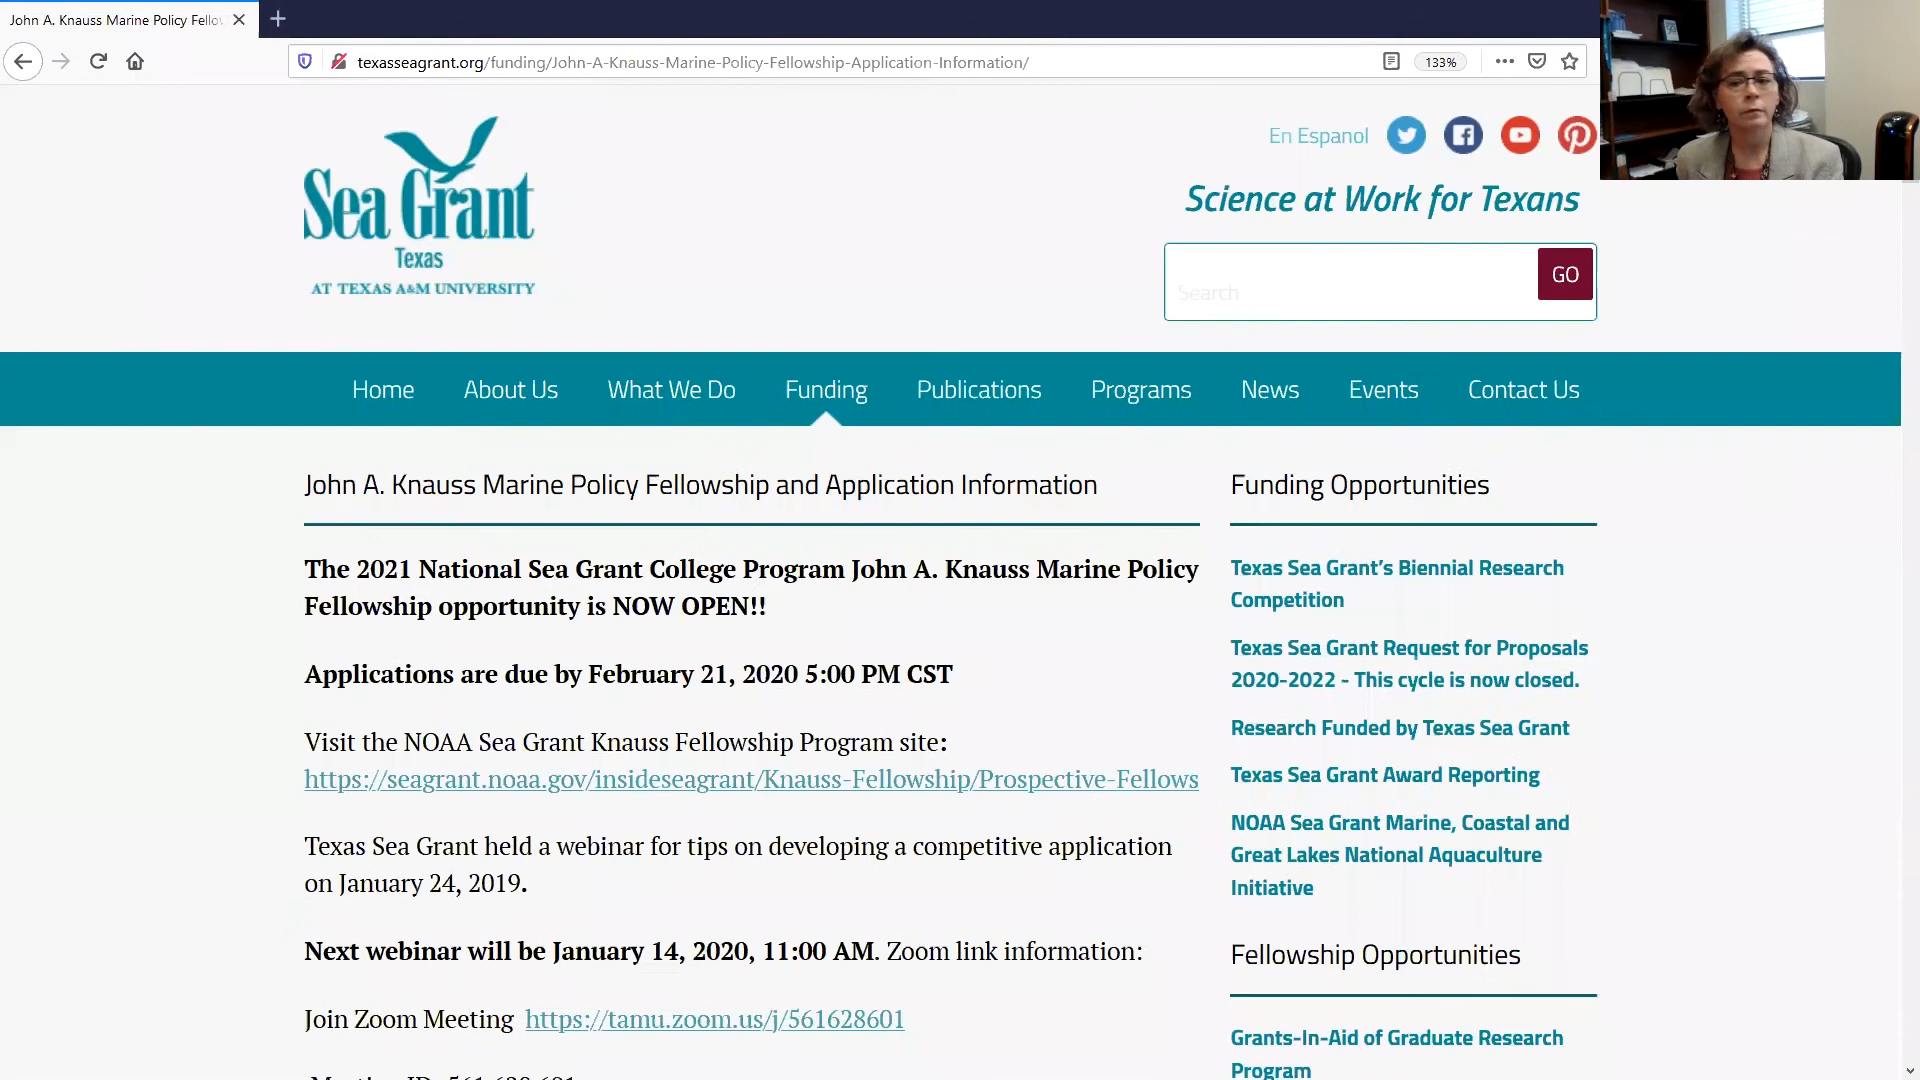 John A. Knauss Marine Policy Fello
texasseagrant.org/funding/John-A-Knauss-Marine-Policy-Fellowship-Application-Information/
133%
Sea Grant
Texas
AT TEXAS A&M UNIVERSITY
En Espanol
Science at Work for Texans
Search
GO
Home About Us What We Do Funding Publications Programs News Events Contact Us
John A. Knauss Marine Policy Fellowship and Application Information
The 2021 National Sea Grant College Program John A. Knauss Marine Policy
Fellowship opportunity is NOW OPEN!!
Applications are due by February 21, 2020 5:00 PM CST
Visit the NOAA Sea Grant Knauss Fellowship Program site:
https://seagrant.noaa.gov/insideseagrant/Knauss-Fellowship/Prospective-Fellows
Texas Sea Grant held a webinar for tips on developing a competitive application
on January 24, 2019.
Next webinar will be January 14, 2020, 11:00 AM. Zoom link information:
Join Zoom Meeting https://tamu.zoom.us/j/561628601
Funding Opportunities
Texas Sea Grant's Biennial Research
Competition
Texas Sea Grant Request for Proposals
2020-2022 - This cycle is now closed.
Research Funded by Texas Sea Grant
Texas Sea Grant Award Reporting
NOAA Sea Grant Marine, Coastal and
Great Lakes National Aquaculture
Initiative
Fellowship Opportunities
Grants-In-Aid of Graduate Research
Program